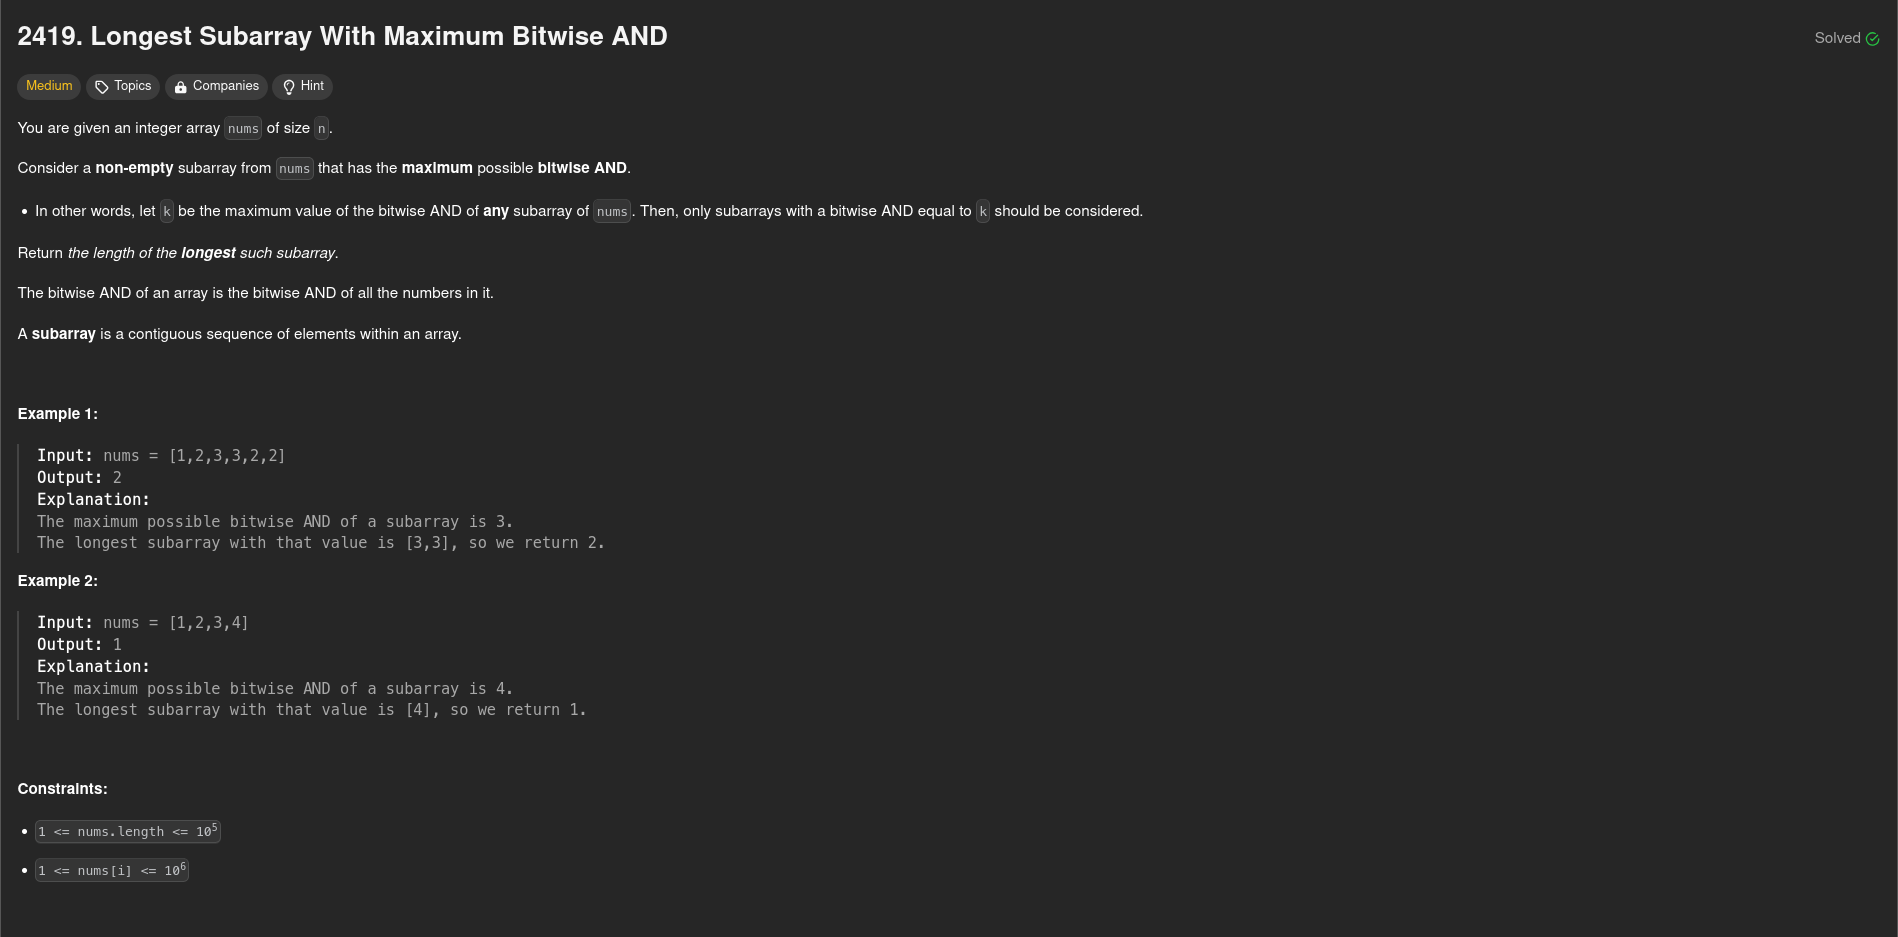 2419. Longest Subarray With Maximum Bitwise AND
Solved
Medium Topics Companies Hint
You are given an integer array nums of size n.
Consider a non-empty subarray from nums that has the maximum possible bitwise AND.
• In other words, let k be the maximum value of the bitwise AND of any subarray of nums. Then, only subarrays with a bitwise AND equal to k should be considered.
Return the length of the longest such subarray.
The bitwise AND of an array is the bitwise AND of all the numbers in it.
A subarray is a contiguous sequence of elements within an array.
Example 1:
Input: nums = [1,2,3,3,2,2]
Output: 2
Explanation:
The maximum possible bitwise AND of a subarray is 3.
The longest subarray with that value is [3,3], so we return 2.
Example 2:
Input: nums = [1,2,3,4]
Output: 1
Explanation:
The maximum possible bitwise AND of a subarray is 4.
The longest subarray with that value is [4], so we return 1.
Constraints:
• 1 <= nums.length <= 10⁵
• 1 <= nums[i] <= 10⁶